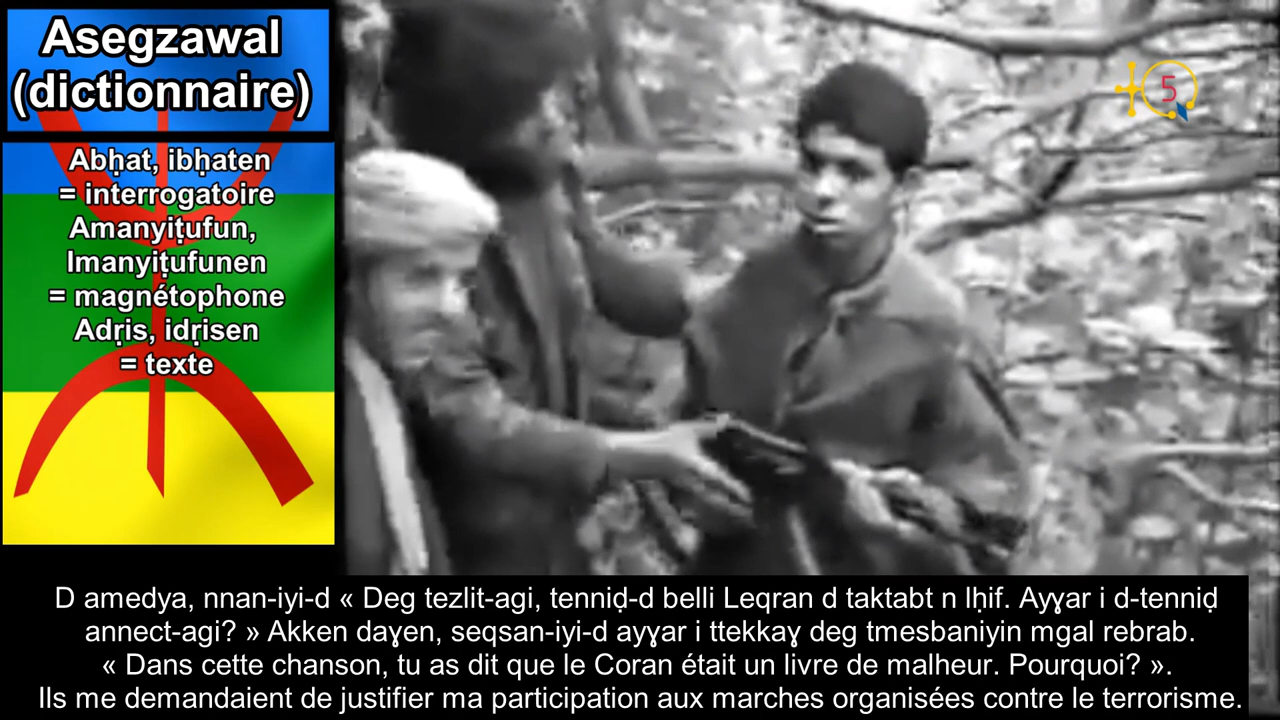 Asegzawal
(dictionnaire)
Abḥat, ibḥaten
= interrogatoire
Amanyiṭufun,
Imanyiṭufunen
= magnétophone
Adṛis, idṛisen
= texte
5
D amedya, nnan-iyi-d « Deg tezlit-agi, tenniḍ-d belli Leqran d taktabt n lḥif. Ayɣar i d-tenniḍ
annect-agi? » Akken daɣen, seqsan-iyi-d ayɣar i ttekkaɣ deg tmesbaniyin mgal rebrab.
« Dans cette chanson, tu as dit que le Coran était un livre de malheur. Pourquoi? ».
Ils me demandaient de justifier ma participation aux marches organisées contre le terrorisme.